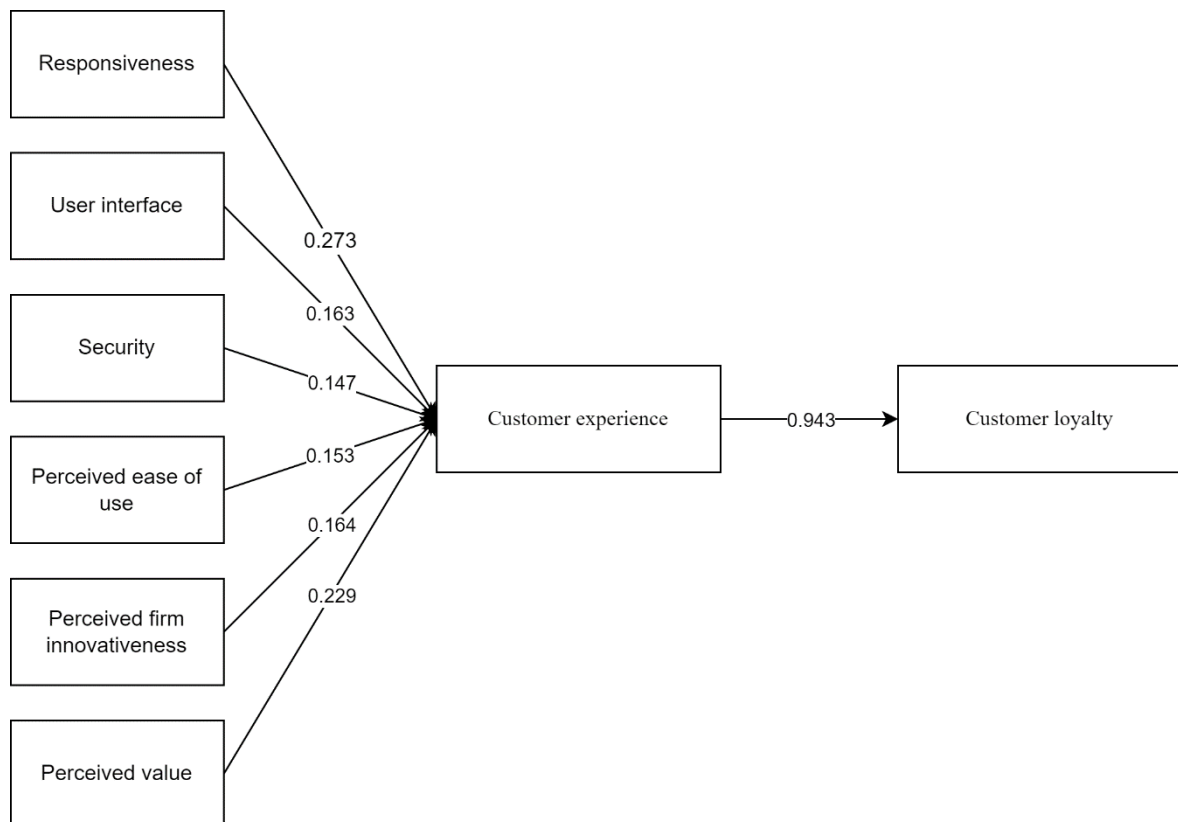 Responsiveness
User interface
0.273
0.163
Security
0.147
Customer experience
0.943
Customer loyalty
0.153
Perceived ease of
use
0.164
0.229
Perceived firm
innovativeness
Perceived value